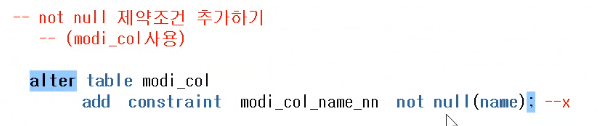 -- not null 제약조건 추가하기
-- (modi_col사용)
alter table modi_col
add constraint modi_col_name_nn not null(name); --x